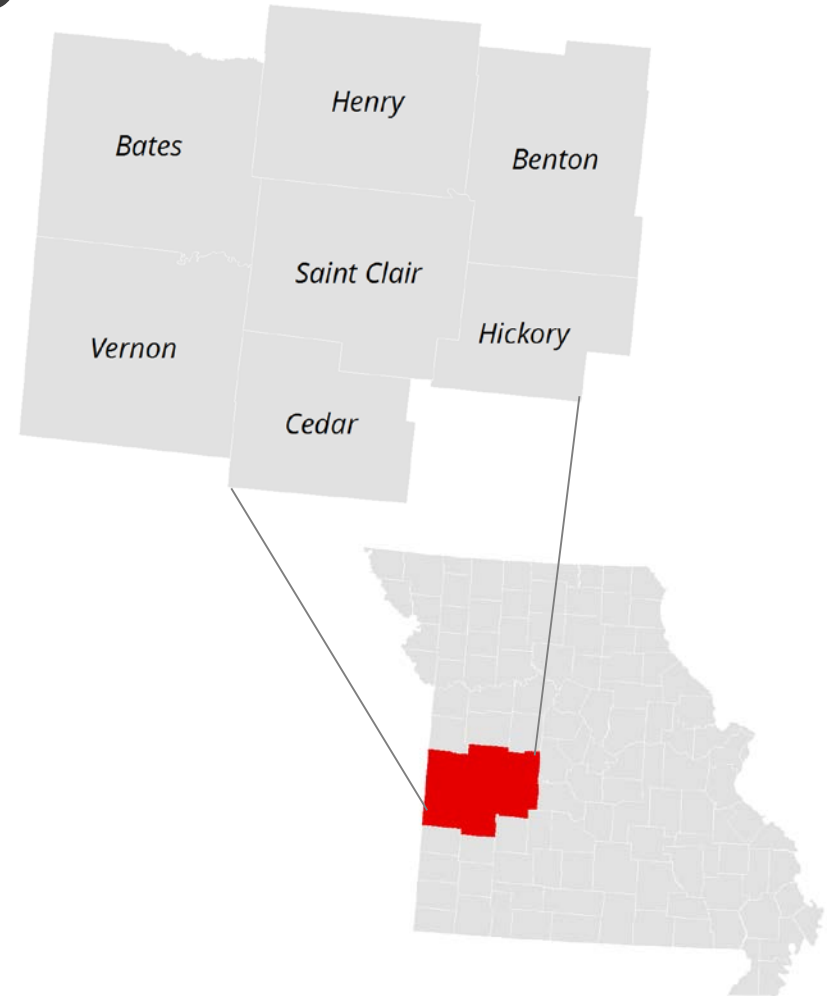 Henry
Bates
Benton
Saint Clair
Hickory
Vernon
Cedar